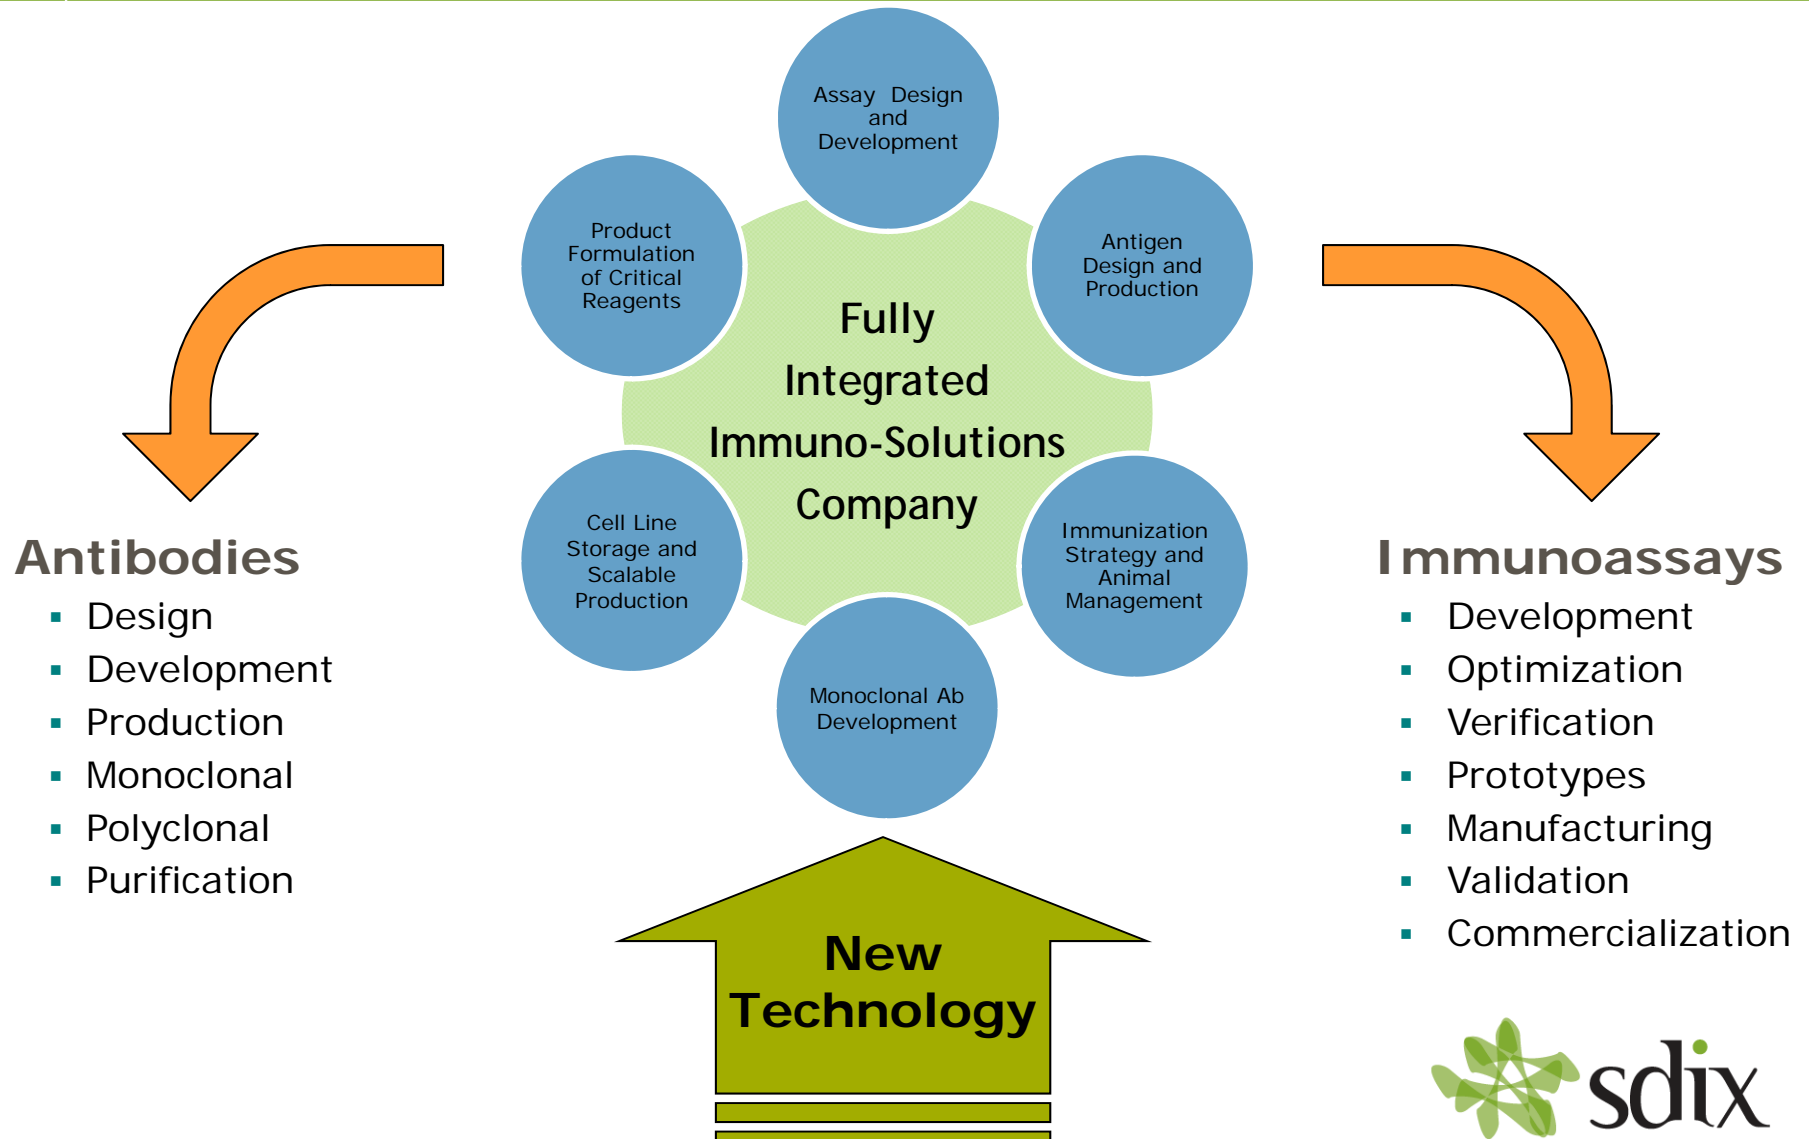 Assay Design
and
Development
Product
Formulation
of Critical
Reagents
Antigen
Design and
Production
Fully
Integrated
Immuno-Solutions
Company
Cell Line
Storage and
Scalable
Production
Immunization
Strategy and
Animal
Management
Monoclonal Ab
Development
Antibodies
▪ Design
▪ Development
▪ Production
▪ Monoclonal
▪ Polyclonal
▪ Purification
Immunoassays
▪ Development
▪ Optimization
▪ Verification
▪ Prototypes
▪ Manufacturing
▪ Validation
▪ Commercialization
New
Technology
sdix